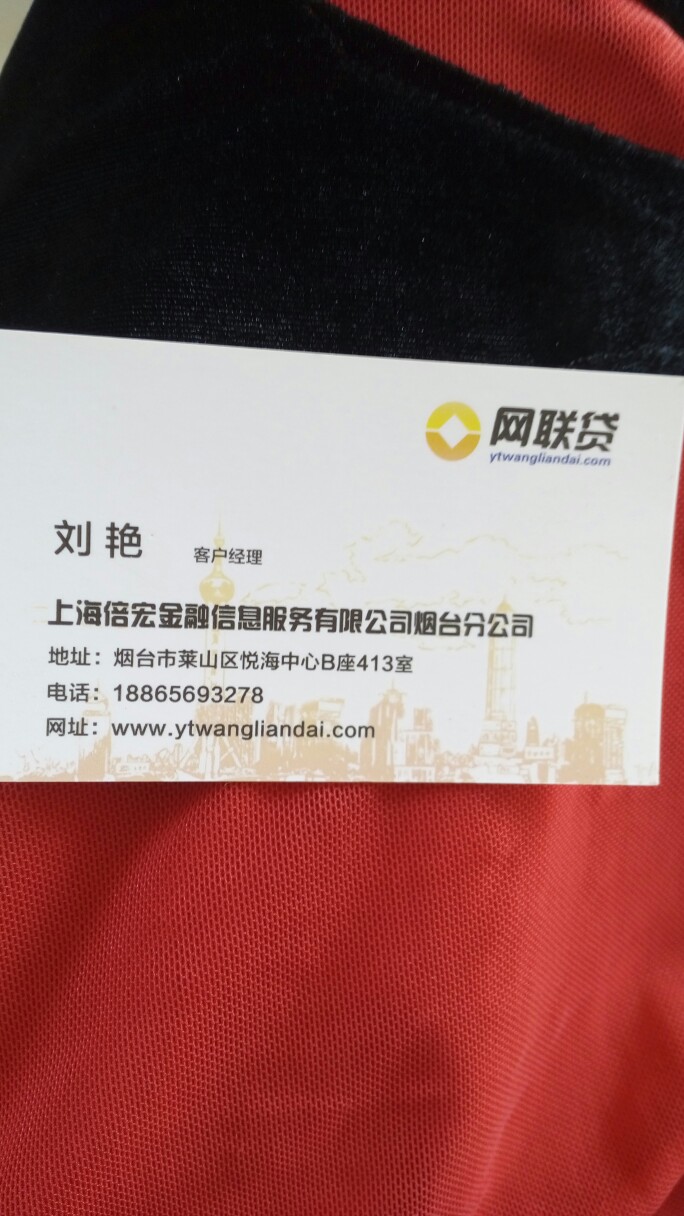 网联贷
ytwangliandai.com
刘艳 客户经理
上海倍宏金融信息服务有限公司烟台分公司
地址：烟台市莱山区悦海中心B座413室
电话：18865693278
网址：www.ytwangliandai.com